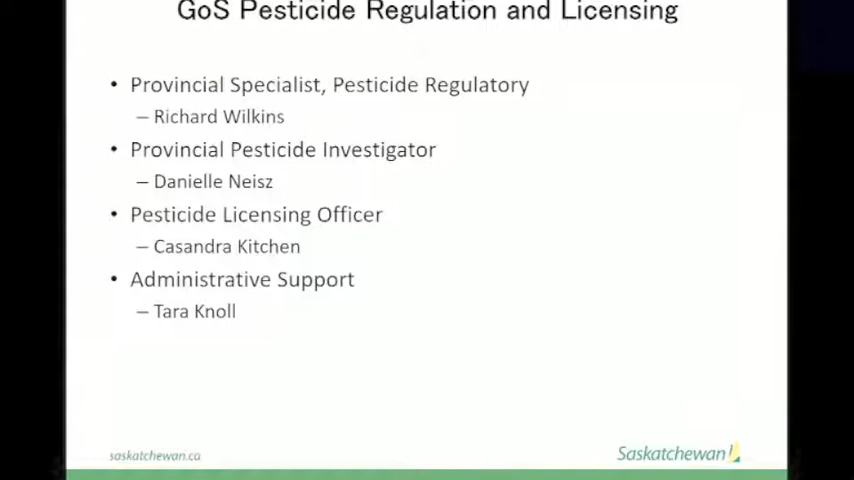 GoS Pesticide Regulation and Licensing
• Provincial Specialist, Pesticide Regulatory
– Richard Wilkins
• Provincial Pesticide Investigator
– Danielle Neisz
• Pesticide Licensing Officer
– Casandra Kitchen
• Administrative Support
– Tara Knoll
saskatchewan.ca
Saskatchewan